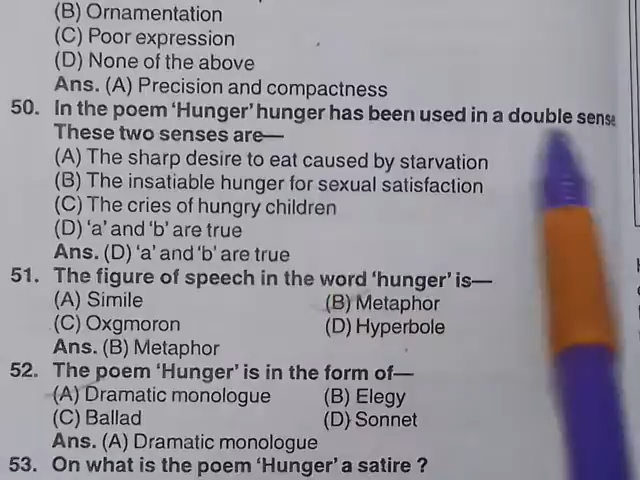 (B) Ornamentation
(C) Poor expression
(D) None of the above
Ans. (A) Precision and compactness
50. In the poem 'Hunger' hunger has been used in a double sense
These two senses are—
(A) The sharp desire to eat caused by starvation
(B) The insatiable hunger for sexual satisfaction
(C) The cries of hungry children
(D) 'a' and 'b' are true
Ans. (D) 'a' and 'b' are true
51. The figure of speech in the word 'hunger' is—
(A) Simile (B) Metaphor
(C) Oxgmoron (D) Hyperbole
Ans. (B) Metaphor
52. The poem 'Hunger' is in the form of—
(A) Dramatic monologue (B) Elegy
(C) Ballad (D) Sonnet
Ans. (A) Dramatic monologue
53. On what is the poem 'Hunger' a satire ?